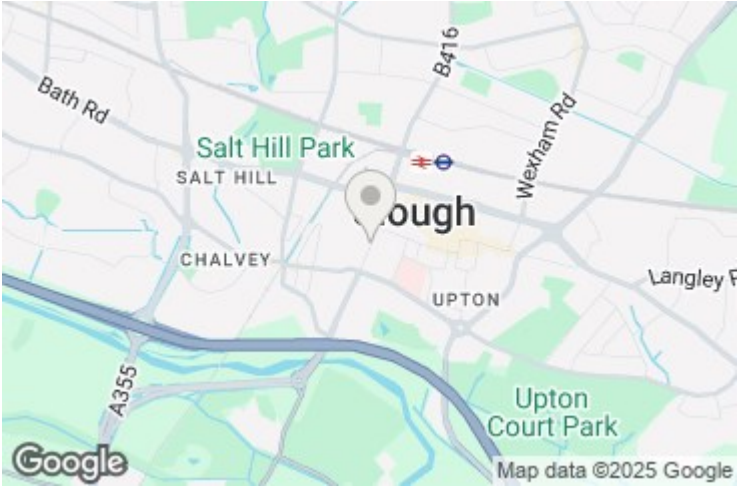 B416
Bath Rd
Wexham Rd
Salt Hill Park
SALT HILL
ough
CHALVEY
Langley
UPTON
A355
Upton
Court Park
Google
Map data ©2025 Google